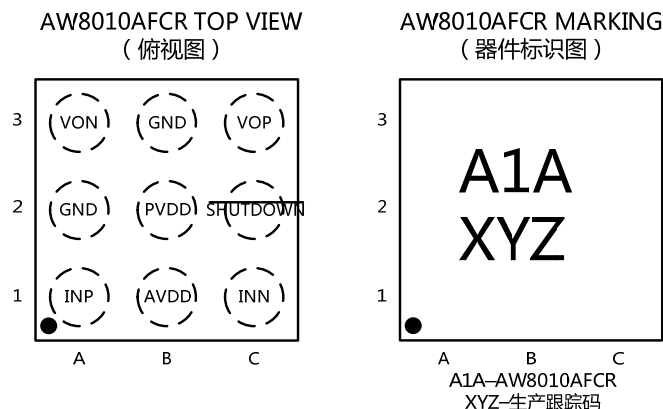 AW8010AFCR TOP VIEW
（俯视图）
AW8010AFCR MARKING
（器件标识图）
3 VON GND VOP
2 GND PVDD SHUTDOWN
1 INP AVDD INN
A B C
3
2
1
A1A
XYZ
A B C
A1A–AW8010AFCR
XYZ–生产跟踪码